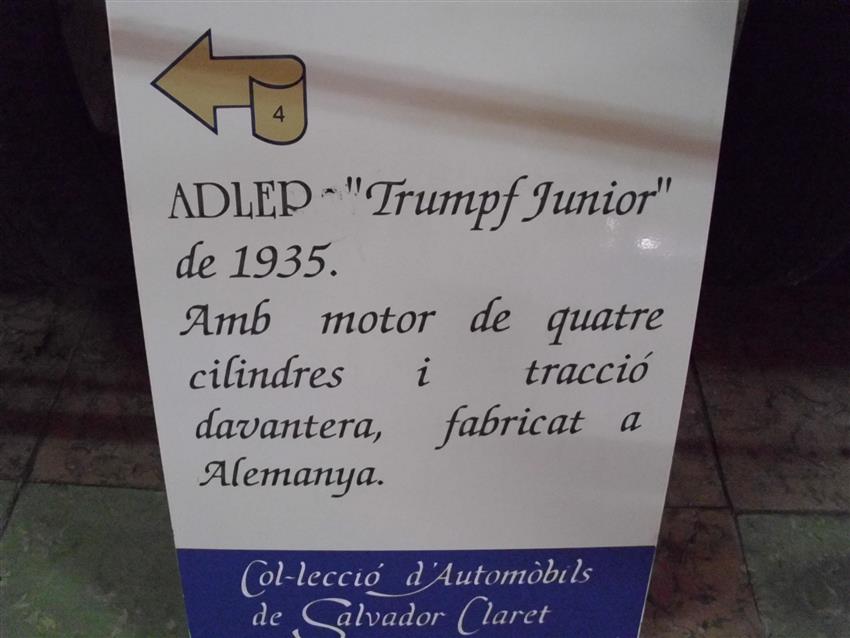 4
ADLER - "Trumpf Junior"
de 1935.
Amb motor de quatre
cilindres i tracció
davantera, fabricat a
Alemanya.
Col-lecció d'Automòbils
de Salvador Claret